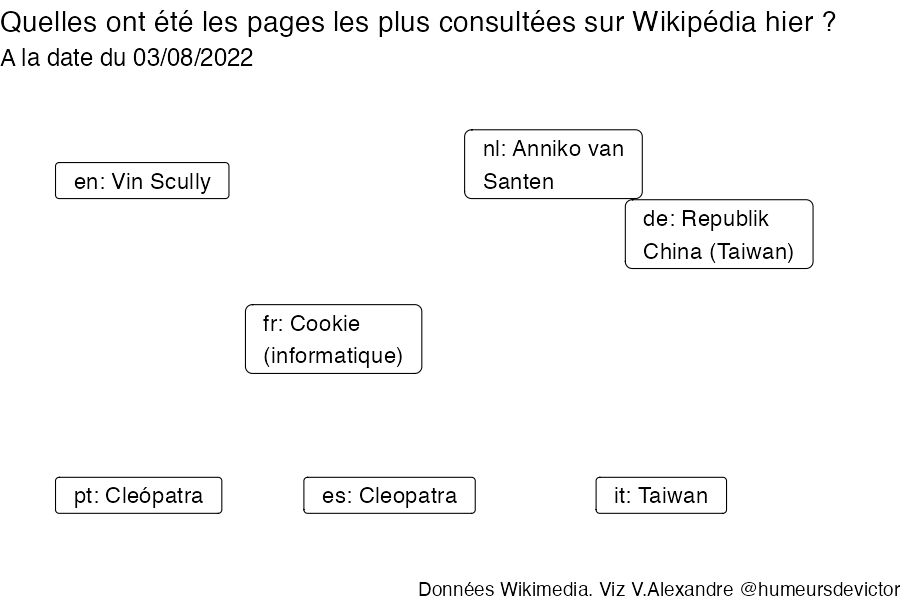 Quelles ont été les pages les plus consultées sur Wikipédia hier ?
A la date du 03/08/2022
nl: Anniko van
Santen
en: Vin Scully
de: Republik
China (Taiwan)
fr: Cookie
(informatique)
pt: Cleópatra
es: Cleopatra
it: Taiwan
Données Wikimedia. Viz V.Alexandre @humeursdevictor